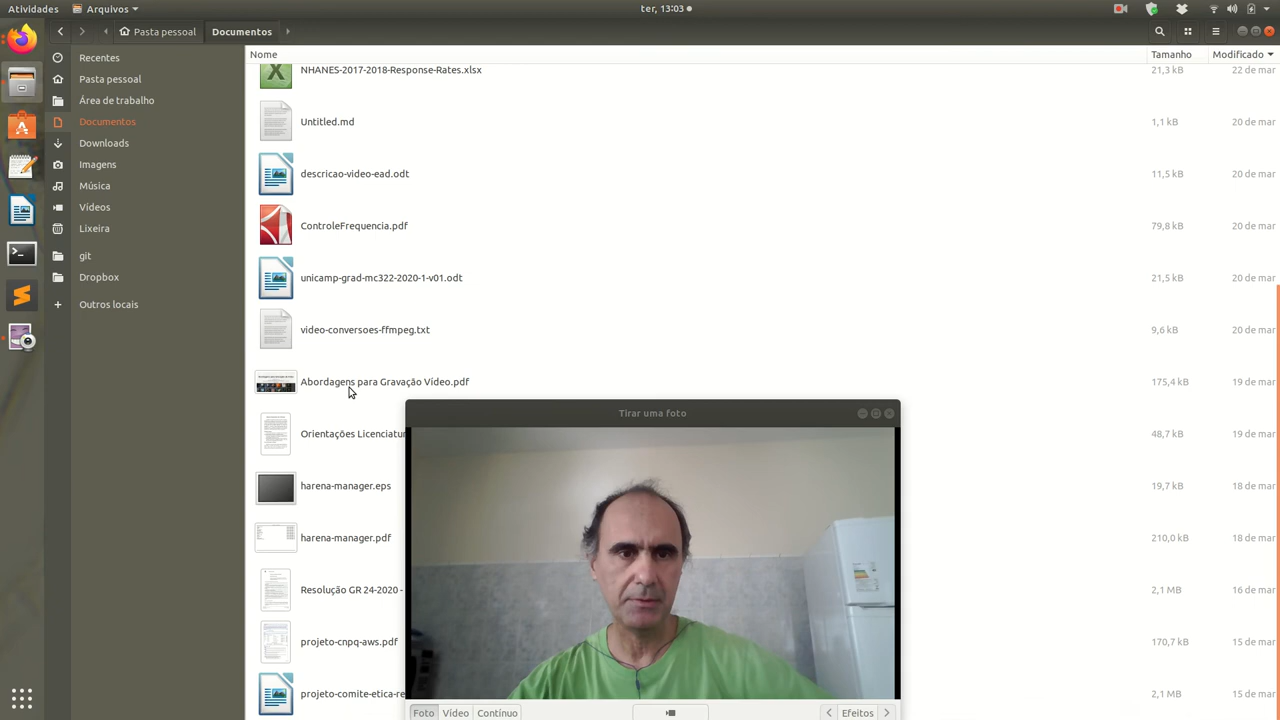 Atividades Arquivos ter, 13:03
Pasta pessoal Documentos
Nome Tamanho Modificado
Recentes
Pasta pessoal
Área de trabalho
Documentos
Downloads
Imagens
Música
Vídeos
Lixeira
git
Dropbox
Outros locais
NHANES-2017-2018-Response-Rates.xlsx 21,3 kB 22 de mar
Untitled.md 1,1 kB 20 de mar
descricao-video-ead.odt 11,5 kB 20 de mar
ControleFrequencia.pdf 79,8 kB 20 de mar
unicamp-grad-mc322-2020-1-v01.odt 21,5 kB 20 de mar
video-conversoes-ffmpeg.txt 9,6 kB 20 de mar
Abordagens para Gravação Vídeo.pdf 175,4 kB 19 de mar
OrientaçõesLicenciatur 48,7 kB 19 de mar
harena-manager.eps 19,7 kB 18 de mar
harena-manager.pdf 210,0 kB 18 de mar
Resolução GR 24-2020 - 2,1 MB 16 de mar
projeto-cnpq-aws.pdf 170,7 kB 15 de mar
projeto-comite-etica-re 2,1 MB 15 de mar
Tirar uma foto
Foto Vídeo Contínuo Efeitos